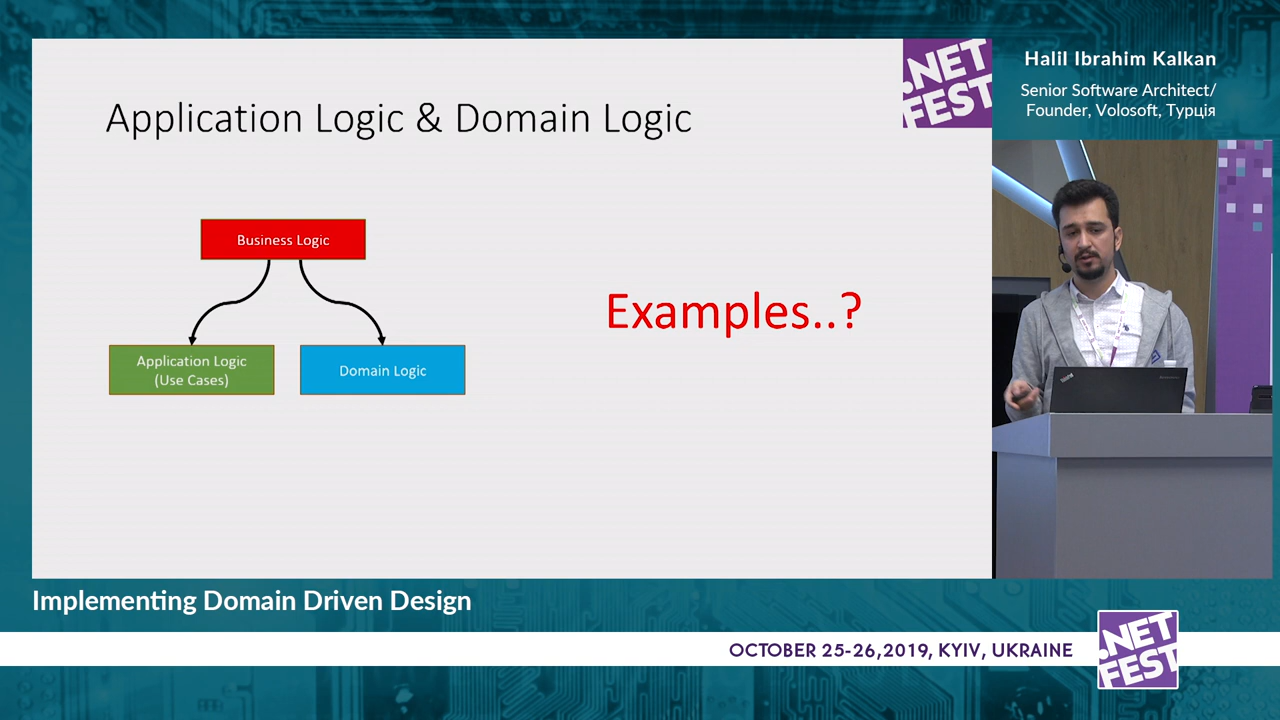 Application Logic & Domain Logic
Business Logic
Application Logic
(Use Cases)
Domain Logic
Examples..?
.NET
FEST
Halil Ibrahim Kalkan
Senior Software Architect/
Founder, Volosoft, Турція
Implementing Domain Driven Design
OCTOBER 25-26,2019, KYIV, UKRAINE
.NET
FEST